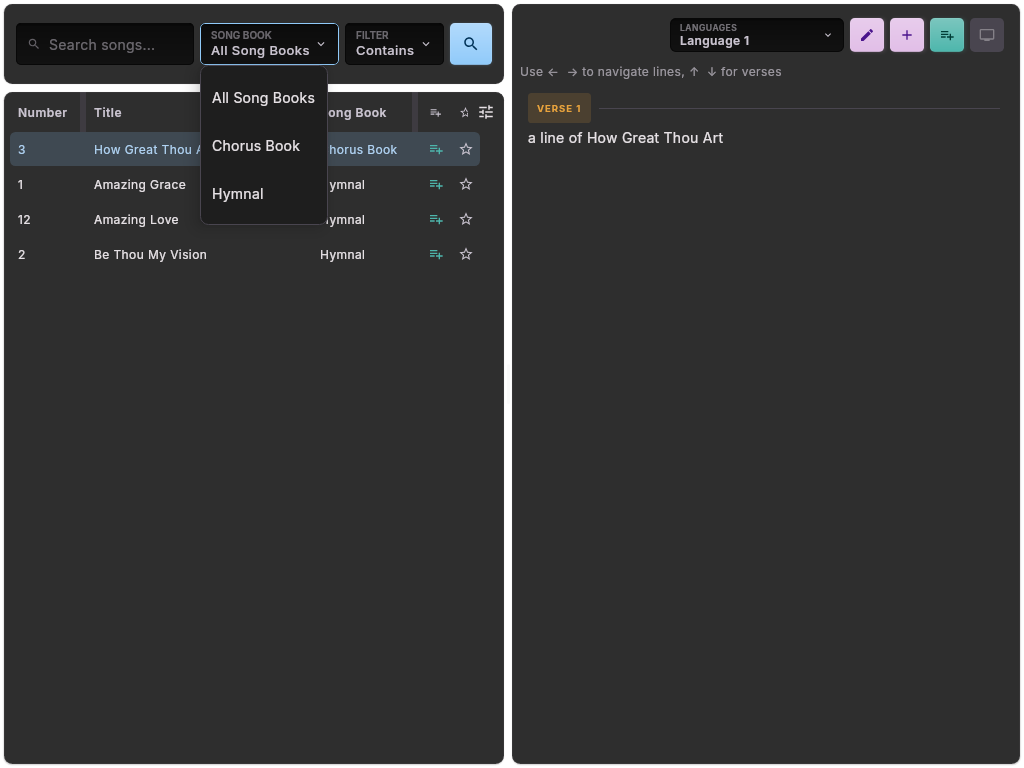 Search songs...
SONG BOOK
All Song Books
FILTER
Contains
All Song Books
Chorus Book
Hymnal
Number Title ong Book
3 How Great Thou horus Book
1 Amazing Grace ymnal
12 Amazing Love ymnal
2 Be Thou My Vision Hymnal
LANGUAGES
Language 1
Use ← → to navigate lines, ↑ ↓ for verses
VERSE 1
a line of How Great Thou Art